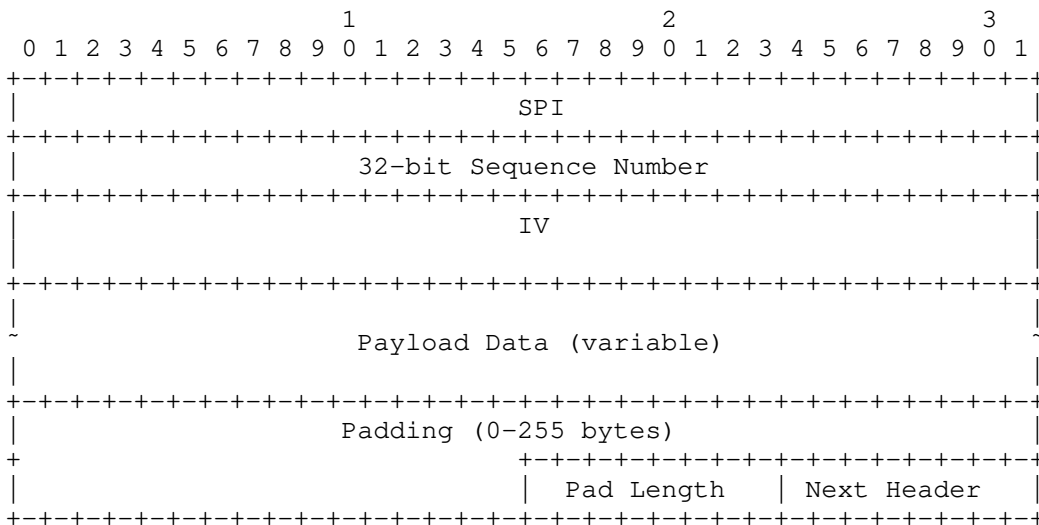 1                   2                   3
0 1 2 3 4 5 6 7 8 9 0 1 2 3 4 5 6 7 8 9 0 1 2 3 4 5 6 7 8 9 0 1
+-+-+-+-+-+-+-+-+-+-+-+-+-+-+-+-+-+-+-+-+-+-+-+-+-+-+-+-+-+-+-+-+
| SPI |
+-+-+-+-+-+-+-+-+-+-+-+-+-+-+-+-+-+-+-+-+-+-+-+-+-+-+-+-+-+-+-+-+
| 32-bit Sequence Number |
+-+-+-+-+-+-+-+-+-+-+-+-+-+-+-+-+-+-+-+-+-+-+-+-+-+-+-+-+-+-+-+-+
| IV |
| |
+-+-+-+-+-+-+-+-+-+-+-+-+-+-+-+-+-+-+-+-+-+-+-+-+-+-+-+-+-+-+-+-+
| |
~ Payload Data (variable) ~
| |
+-+-+-+-+-+-+-+-+-+-+-+-+-+-+-+-+-+-+-+-+-+-+-+-+-+-+-+-+-+-+-+-+
| Padding (0-255 bytes) |
+ +-+-+-+-+-+-+-+-+-+-+-+-+-+-+-+-+
| | Pad Length | Next Header |
+-+-+-+-+-+-+-+-+-+-+-+-+-+-+-+-+-+-+-+-+-+-+-+-+-+-+-+-+-+-+-+-+